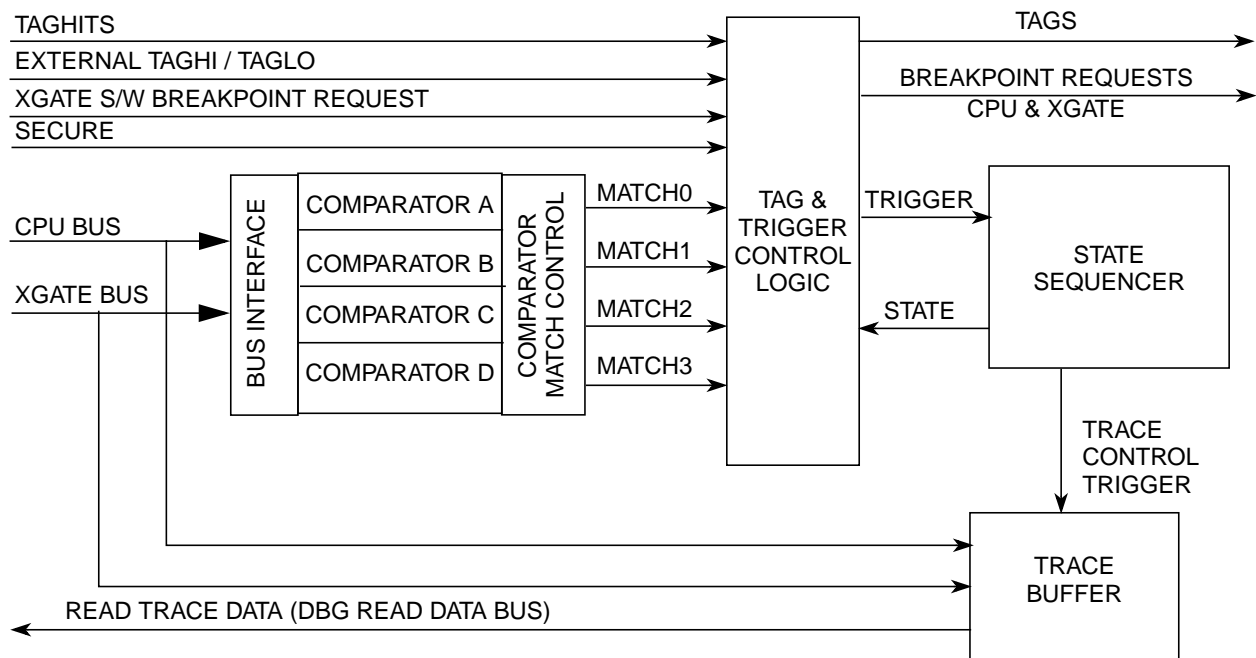 TAGHITS
EXTERNAL TAGHI / TAGLO
XGATE S/W BREAKPOINT REQUEST
SECURE
TAGS
BREAKPOINT REQUESTS
CPU & XGATE
CPU BUS
XGATE BUS
BUS INTERFACE
COMPARATOR A
COMPARATOR B
COMPARATOR C
COMPARATOR D
COMPARATOR
MATCH CONTROL
MATCH0
MATCH1
MATCH2
MATCH3
TAG &
TRIGGER
CONTROL
LOGIC
TRIGGER
STATE
STATE
SEQUENCER
TRACE
CONTROL
TRIGGER
TRACE
BUFFER
READ TRACE DATA (DBG READ DATA BUS)